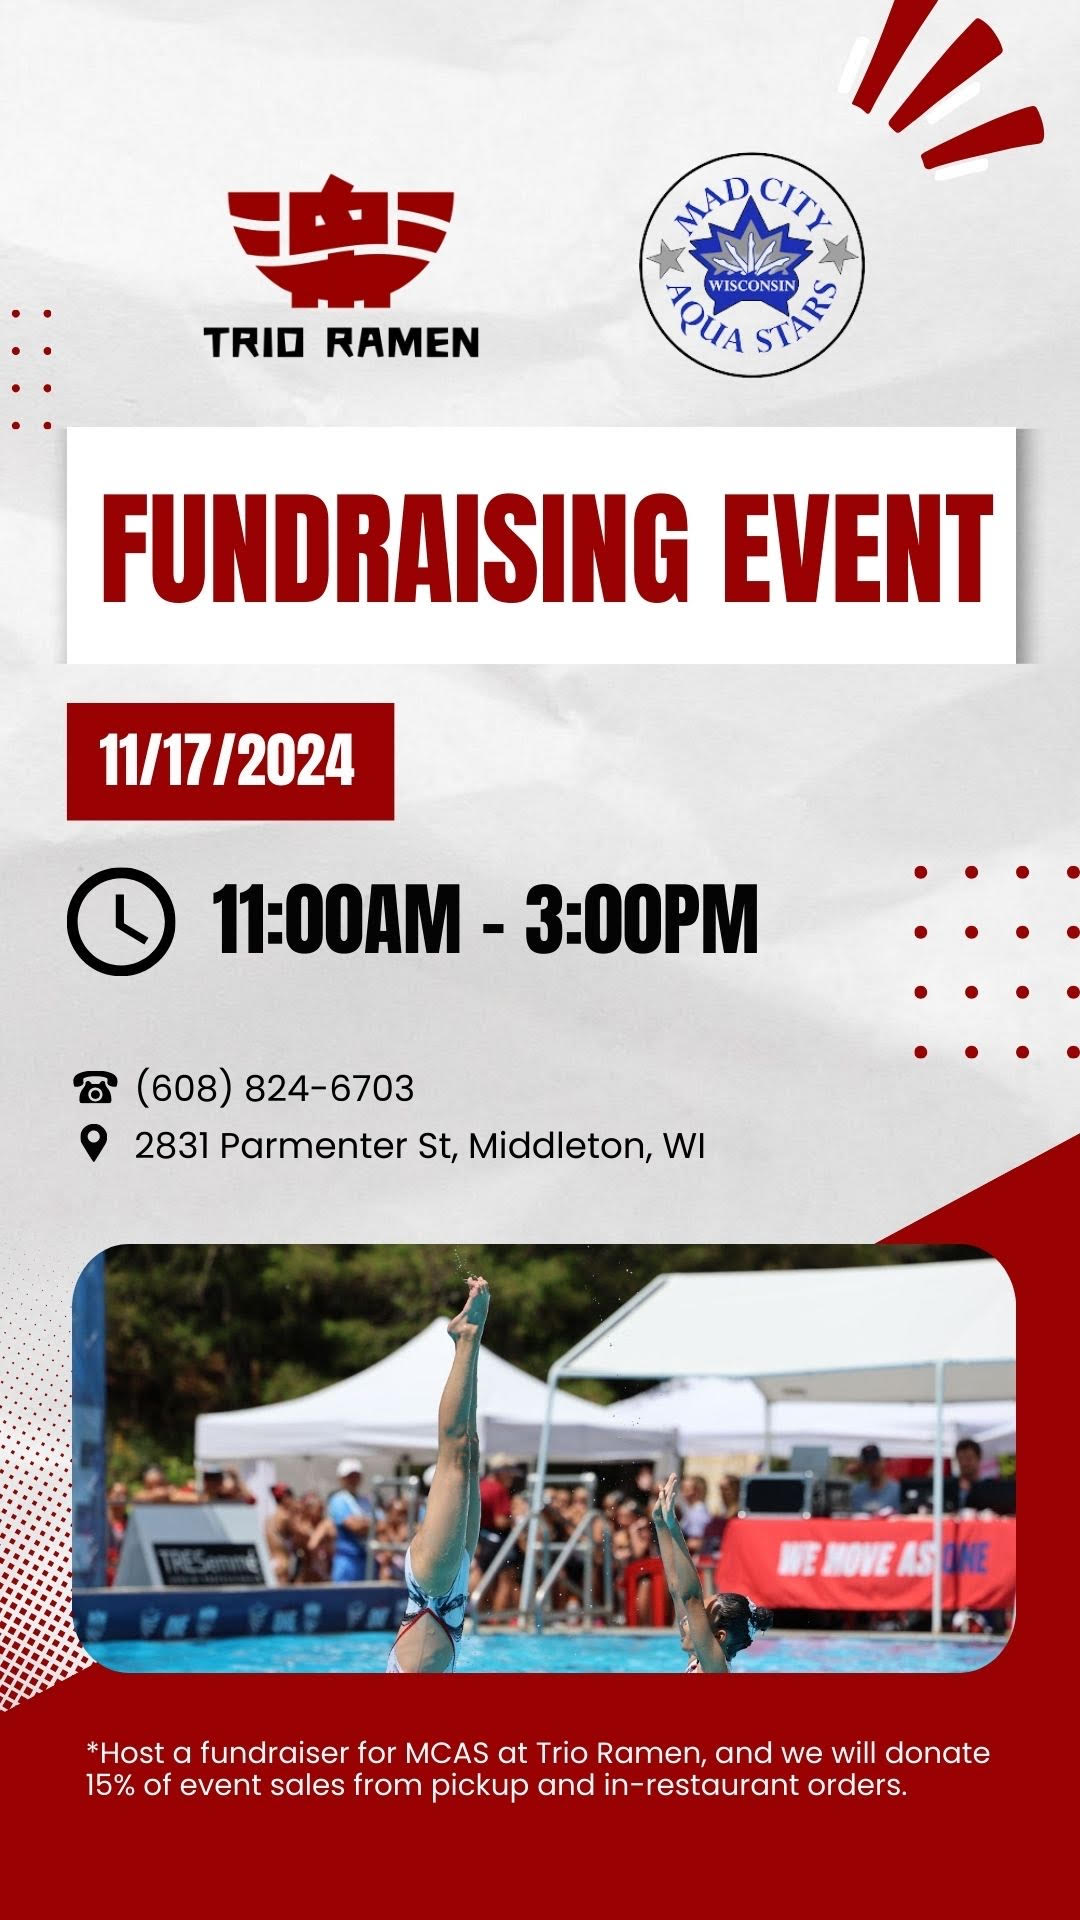 TRIO RAMEN
MAD CITY
WISCONSIN
AQUA STARS
FUNDRAISING EVENT
11/17/2024
11:00AM - 3:00PM
(608) 824-6703
2831 Parmenter St, Middleton, WI
TRESemmé
WE MOVE AS ONE
*Host a fundraiser for MCAS at Trio Ramen, and we will donate
15% of event sales from pickup and in-restaurant orders.